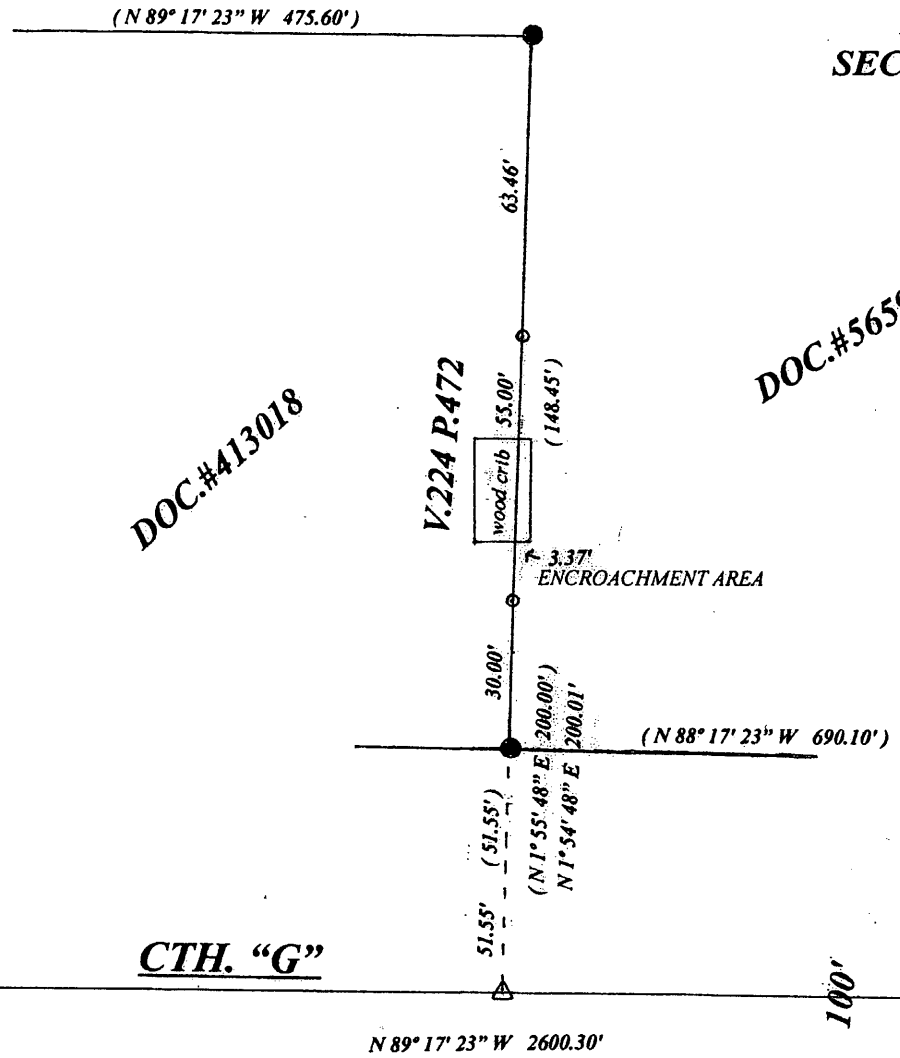 ( N 89° 17' 23" W 475.60' )
SEC
63.46'
DOC.#565
V.224 P.472
55.00'
( 148.45' )
DOC.#413018
wood crib
3.37'
ENCROACHMENT AREA
30.00'
( N 1° 55' 48" E 200.00' )
N 1° 54' 48" E 200.01'
( N 88° 17' 23" W 690.10' )
( 51.55' )
51.55'
CTH. "G"
100'
N 89° 17' 23" W 2600.30'